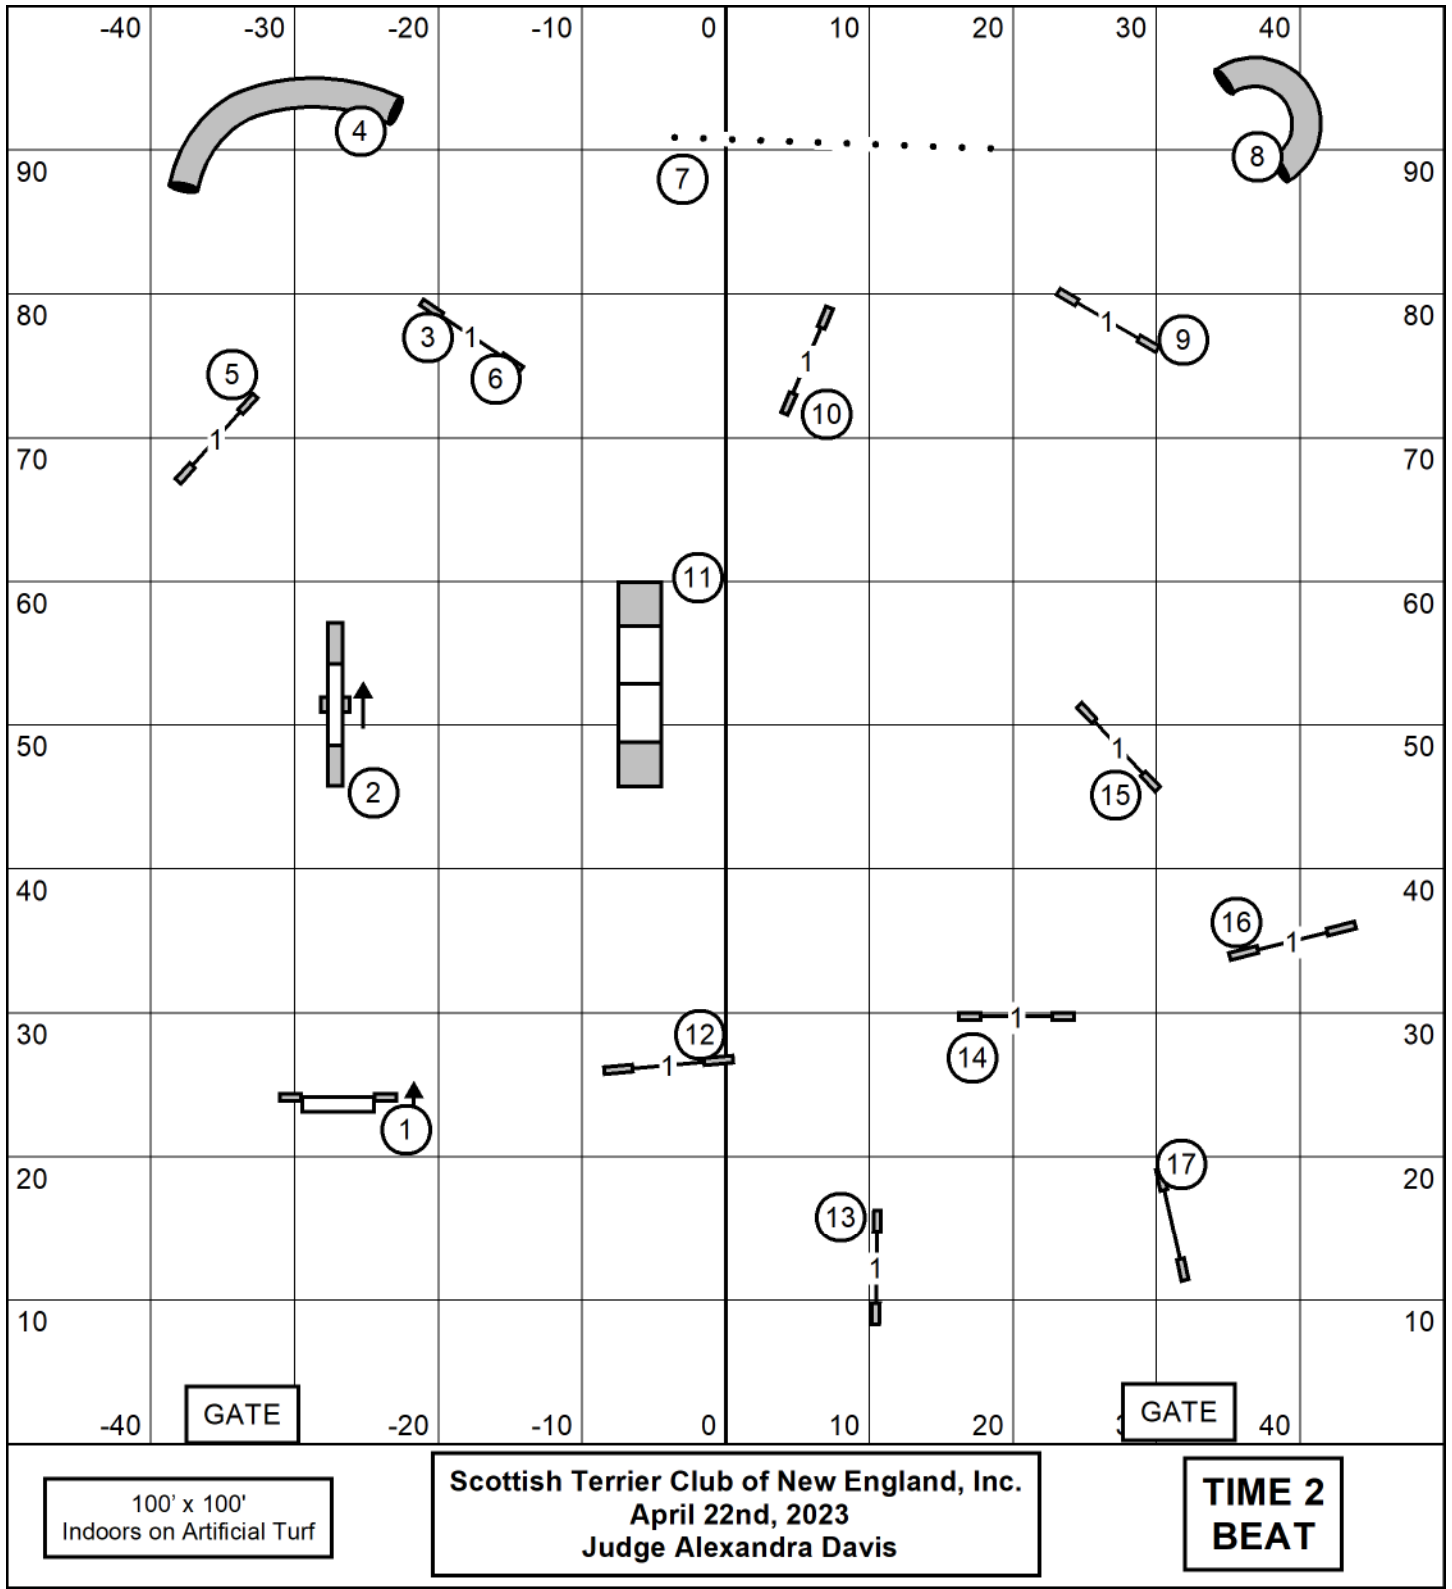 -40 -30 -20 -10 0 10 20 30 40
4
8
90 7 90
80 3 1 1 9 80
5 6 1 10
1
70 70
11
60 60
1
50 2 15 50
40 16 40
1
30 12 1 30
1 14
1
20 17 20
13
1
10 10
-40 GATE -20 -10 0 10 20 GATE 40
100' x 100'
Indoors on Artificial Turf
Scottish Terrier Club of New England, Inc.
April 22nd, 2023
Judge Alexandra Davis
TIME 2
BEAT